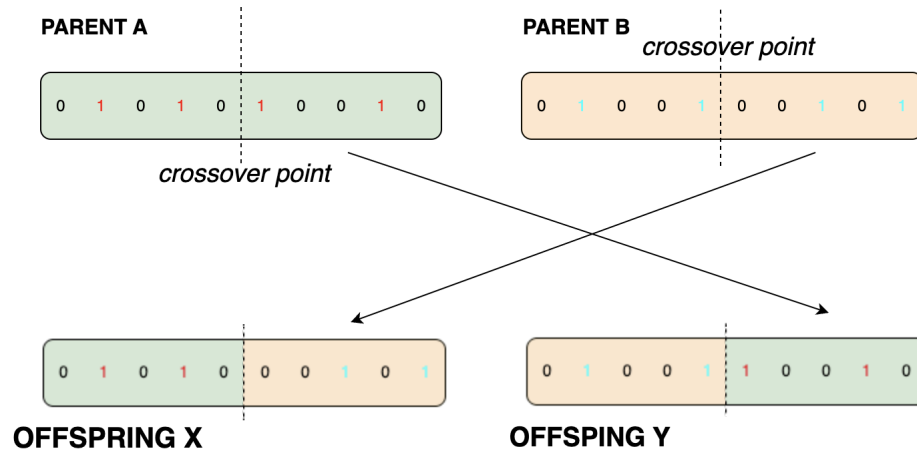 PARENT A
PARENT B
crossover point
0 1 0 1 0 1 0 0 1 0
0 1 0 0 1 0 0 1 0 1
crossover point
0 1 0 1 0 0 0 1 0 1
0 1 0 0 1 1 0 0 1 0
OFFSPRING X
OFFSPING Y